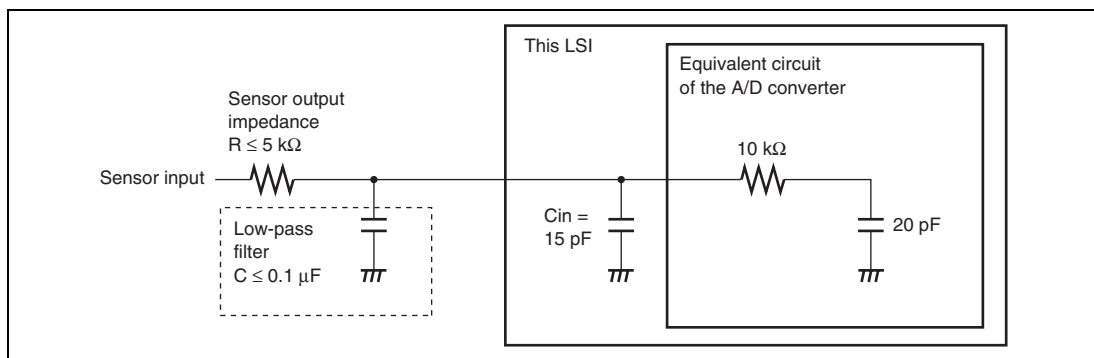 This LSI
Equivalent circuit
of the A/D converter
Sensor output
impedance
R ≤ 5 kΩ
10 kΩ
Sensor input
Low-pass
filter
C ≤ 0.1 μF
Cin =
15 pF
20 pF